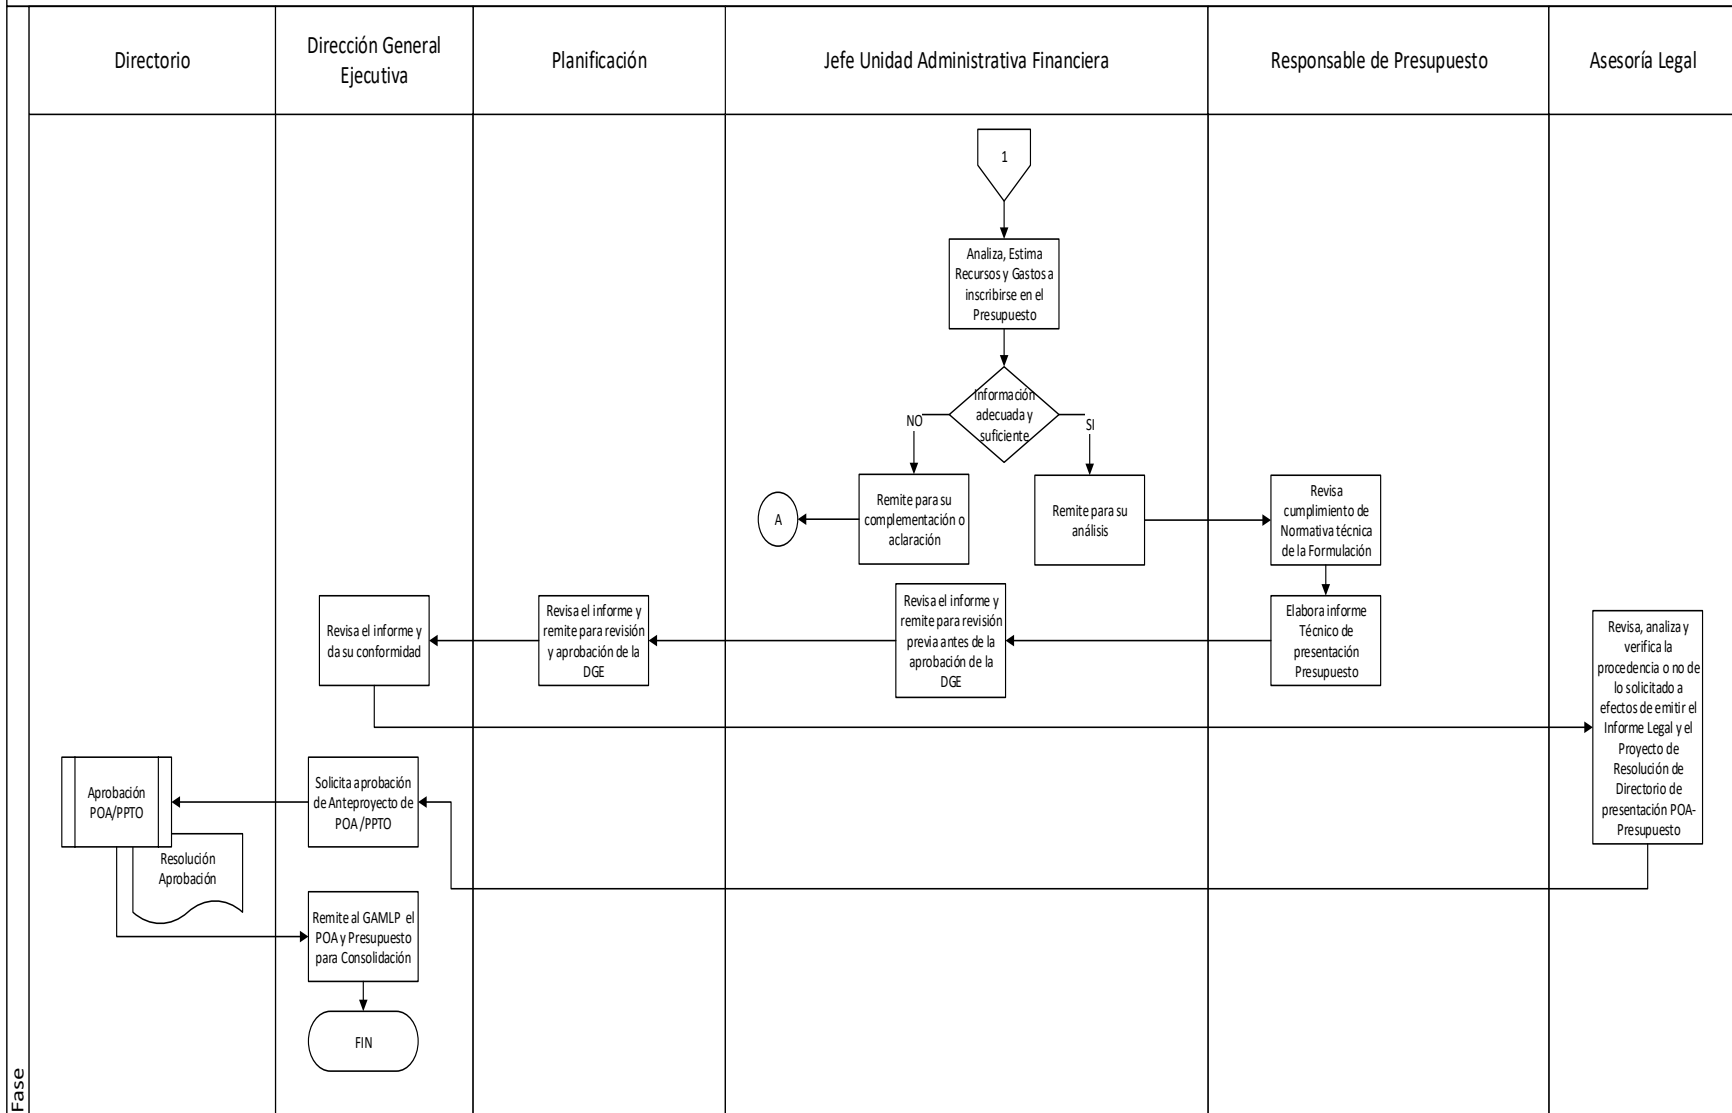 Directorio
Dirección General
Ejecutiva
Planificación
Jefe Unidad Administrativa Financiera
Responsable de Presupuesto
Asesoría Legal
1
Analiza, Estima
Recursos y Gastos a
inscribirse en el
Presupuesto
Información
adecuada y
suficiente
NO
SI
A
Remite para su
complementación o
aclaración
Remite para su
análisis
Revisa
cumplimiento de
Normativa técnica
de la Formulación
Revisa el informe y
da su conformidad
Revisa el informe y
remite para revisión
y aprobación de la
DGE
Revisa el informe y
remite para revisión
previa antes de la
aprobación de la
DGE
Elabora informe
Técnico de
presentación
Presupuesto
Revisa, analiza y
verifica la
procedencia o no de
lo solicitado a
efectos de emitir el
Informe Legal y el
Proyecto de
Resolución de
Directorio de
presentación POA-
Presupuesto
Aprobación
POA/PPTO
Solicita aprobación
de Anteproyecto de
POA /PPTO
Resolución
Aprobación
Remite al GAMLP el
POA y Presupuesto
para Consolidación
FIN
Fase